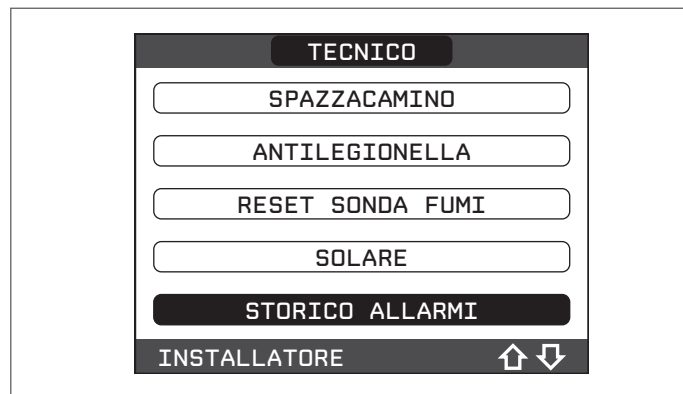 TECNICO
SPAZZACAMINO
ANTILEGIONELLA
RESET SONDA FUMI
SOLARE
STORICO ALLARMI
INSTALLATORE